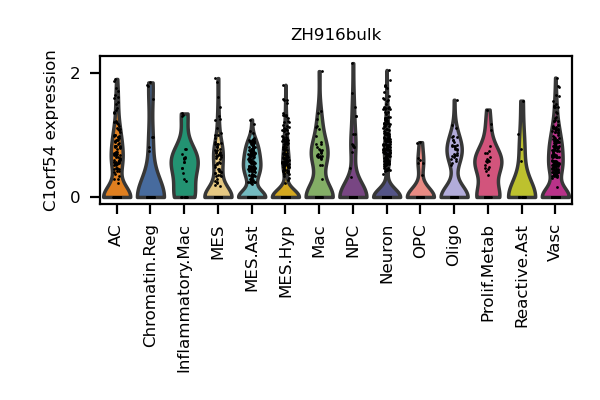 ZH916bulk
C1orf54 expression
2
0
AC
Chromatin.Reg
Inflammatory.Mac
MES
MES.Ast
MES.Hyp
Mac
NPC
Neuron
OPC
Oligo
Prolif.Metab
Reactive.Ast
Vasc